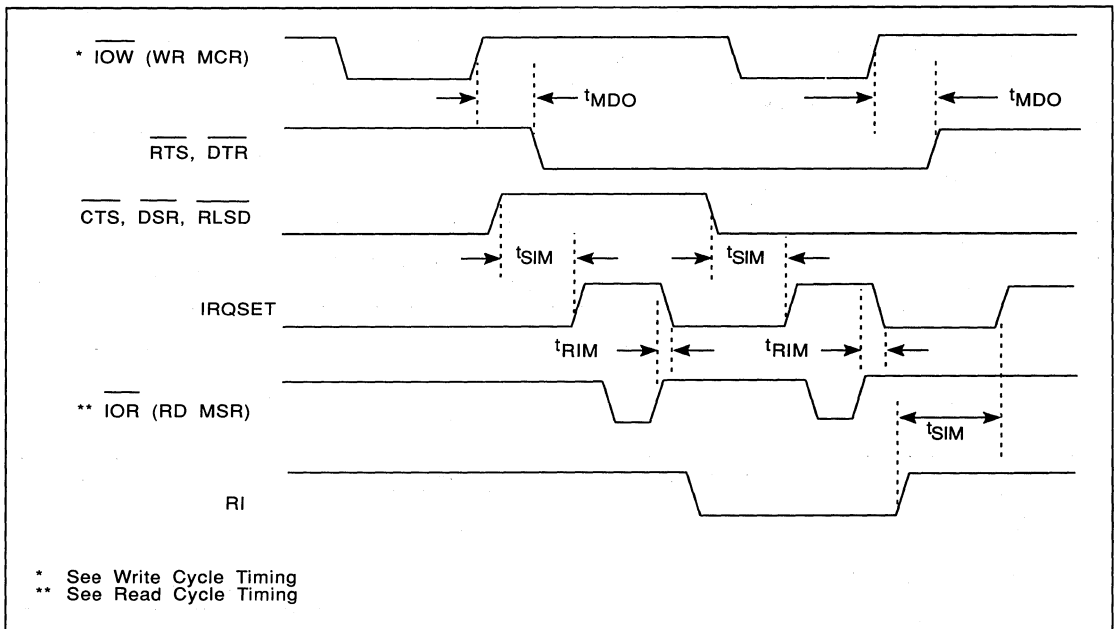 * IOW (WR MCR)
tMDO
tMDO
RTS, DTR
CTS, DSR, RLSD
tSIM
tSIM
IRQSET
tRIM
tRIM
** IOR (RD MSR)
tSIM
RI
* See Write Cycle Timing
** See Read Cycle Timing